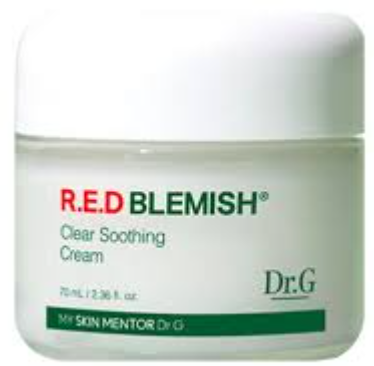 R.E.D BLEMISH®
Clear Soothing
Cream
70 mL / 2.36 fl. oz
Dr.G
MY SKIN MENTOR Dr.G